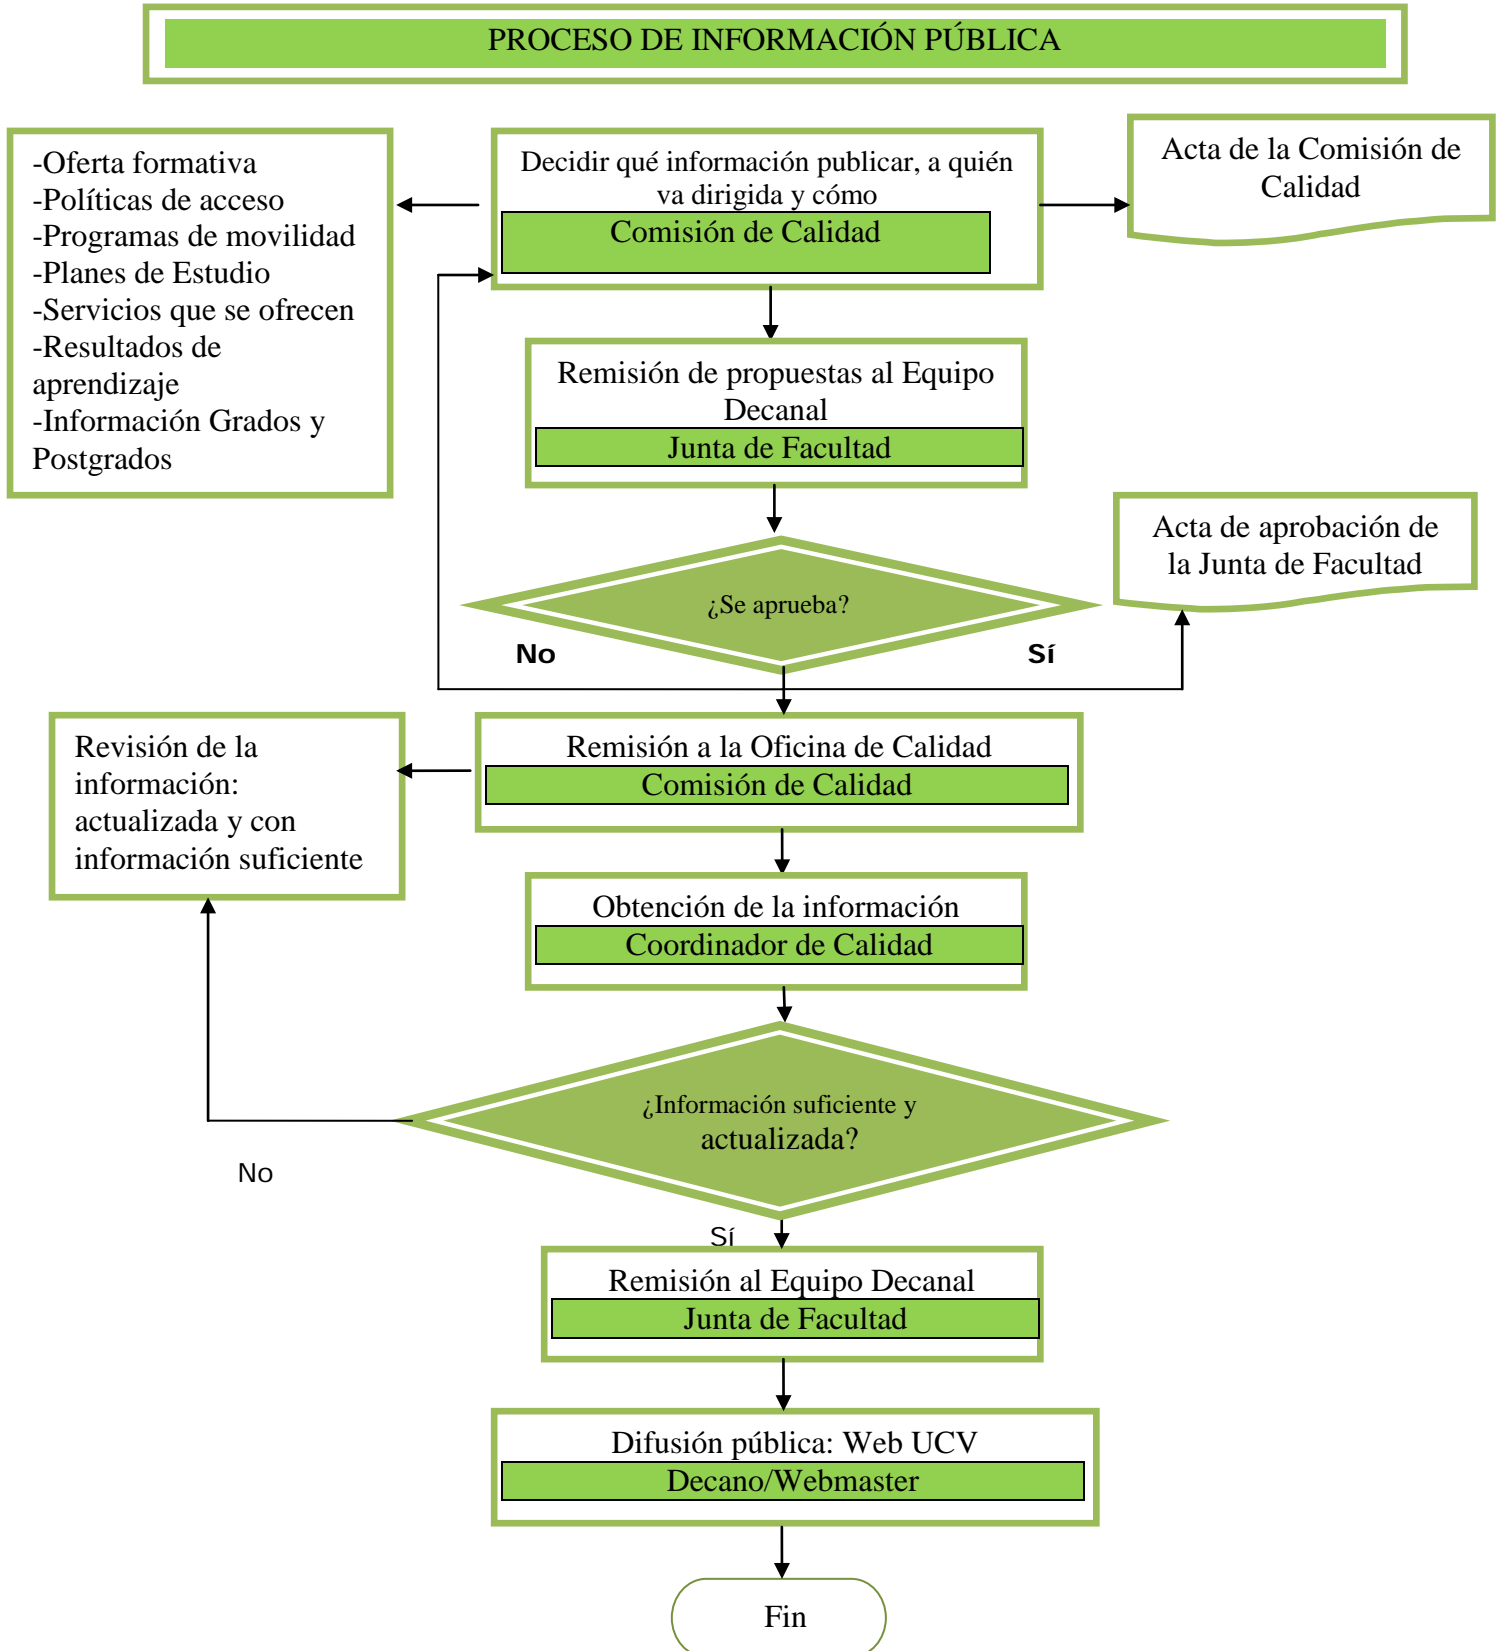 PROCESO DE INFORMACIÓN PÚBLICA
-Oferta formativa
-Políticas de acceso
-Programas de movilidad
-Planes de Estudio
-Servicios que se ofrecen
-Resultados de
aprendizaje
-Información Grados y
Postgrados
Decidir qué información publicar, a quién
va dirigida y cómo
Comisión de Calidad
Acta de la Comisión de
Calidad
Remisión de propuestas al Equipo
Decanal
Junta de Facultad
Acta de aprobación de
la Junta de Facultad
¿Se aprueba?
No
Sí
Revisión de la
información:
actualizada y con
información suficiente
Remisión a la Oficina de Calidad
Comisión de Calidad
Obtención de la información
Coordinador de Calidad
¿Información suficiente y
actualizada?
No
Sí
Remisión al Equipo Decanal
Junta de Facultad
Difusión pública: Web UCV
Decano/Webmaster
Fin